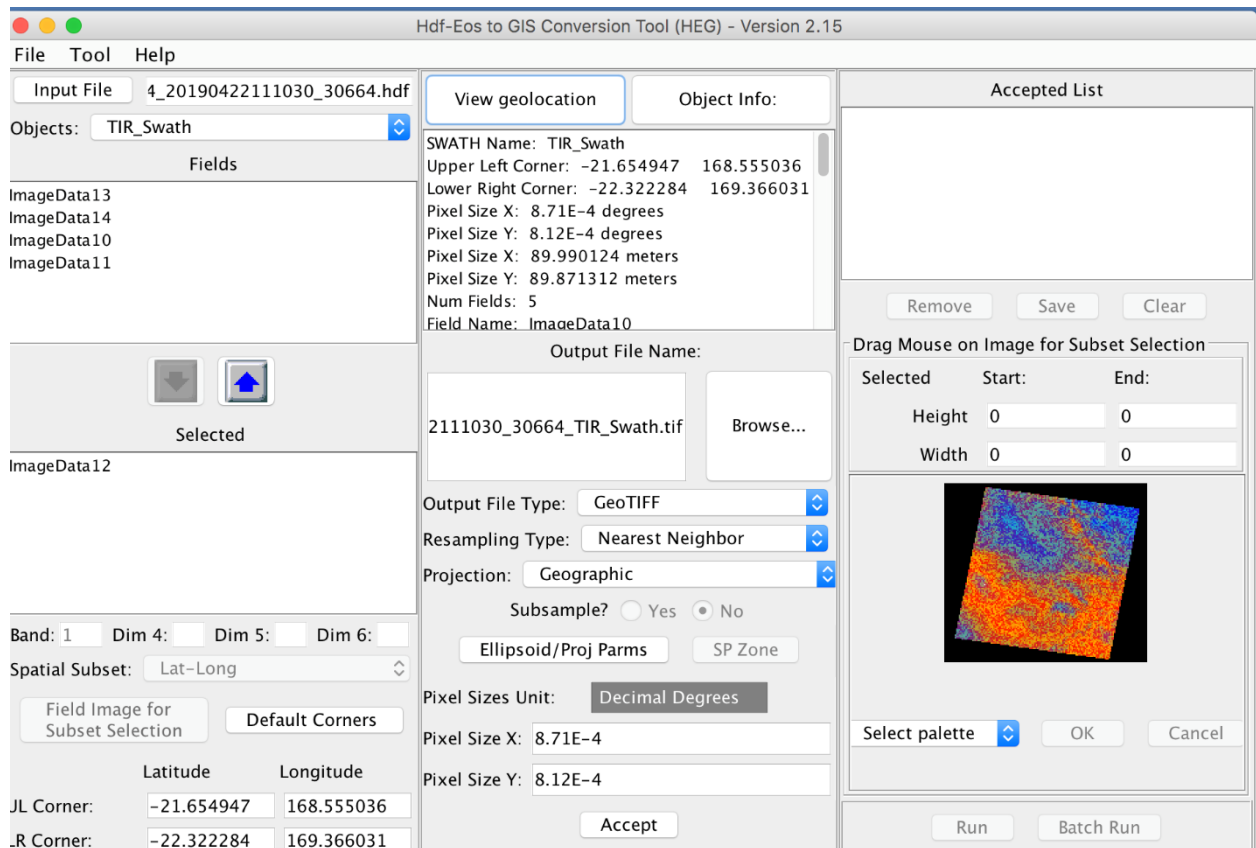 Hdf-Eos to GIS Conversion Tool (HEG) - Version 2.15
File Tool Help
Input File 4_20190422111030_30664.hdf
Objects: TIR_Swath
Fields
ImageData13
ImageData14
ImageData10
ImageData11
Selected
ImageData12
Band: 1 Dim 4: Dim 5: Dim 6:
Spatial Subset: Lat-Long
Field Image for
Subset Selection
Default Corners
Latitude Longitude
UL Corner: -21.654947 168.555036
LR Corner: -22.322284 169.366031
View geolocation Object Info:
SWATH Name: TIR_Swath
Upper Left Corner: -21.654947 168.555036
Lower Right Corner: -22.322284 169.366031
Pixel Size X: 8.71E-4 degrees
Pixel Size Y: 8.12E-4 degrees
Pixel Size X: 89.990124 meters
Pixel Size Y: 89.871312 meters
Num Fields: 5
Field Name: ImageData10
Output File Name:
2111030_30664_TIR_Swath.tif Browse...
Output File Type: GeoTIFF
Resampling Type: Nearest Neighbor
Projection: Geographic
Subsample? Yes No
Ellipsoid/Proj Parms SP Zone
Pixel Sizes Unit: Decimal Degrees
Pixel Size X: 8.71E-4
Pixel Size Y: 8.12E-4
Accept
Accepted List
Remove Save Clear
Drag Mouse on Image for Subset Selection
Selected Start: End:
Height 0 0
Width 0 0
Select palette OK Cancel
Run Batch Run